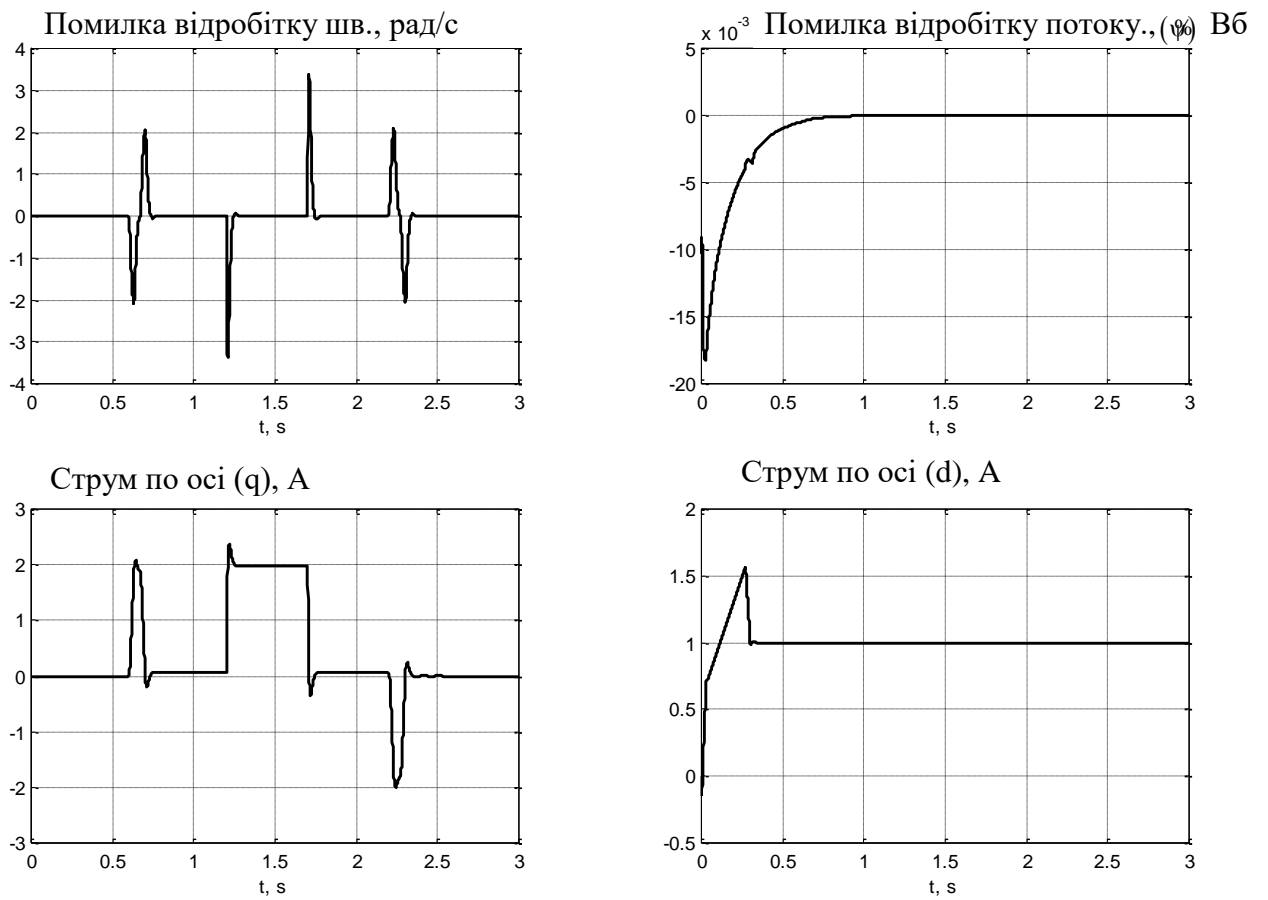 Помилка відробітку шв., рад/с
Помилка відробітку потоку., Вб
x 10-3
4
3
2
1
0
-1
-2
-3
-4
0 0.5 1 1.5 2 2.5 3
t, s
5
0
-5
-10
-15
-20
0 0.5 1 1.5 2 2.5 3
t, s
Струм по осі (q), А
Струм по осі (d), А
3
2
1
0
-1
-2
-3
0 0.5 1 1.5 2 2.5 3
t, s
2
1.5
1
0.5
0
-0.5
0 0.5 1 1.5 2 2.5 3
t, s